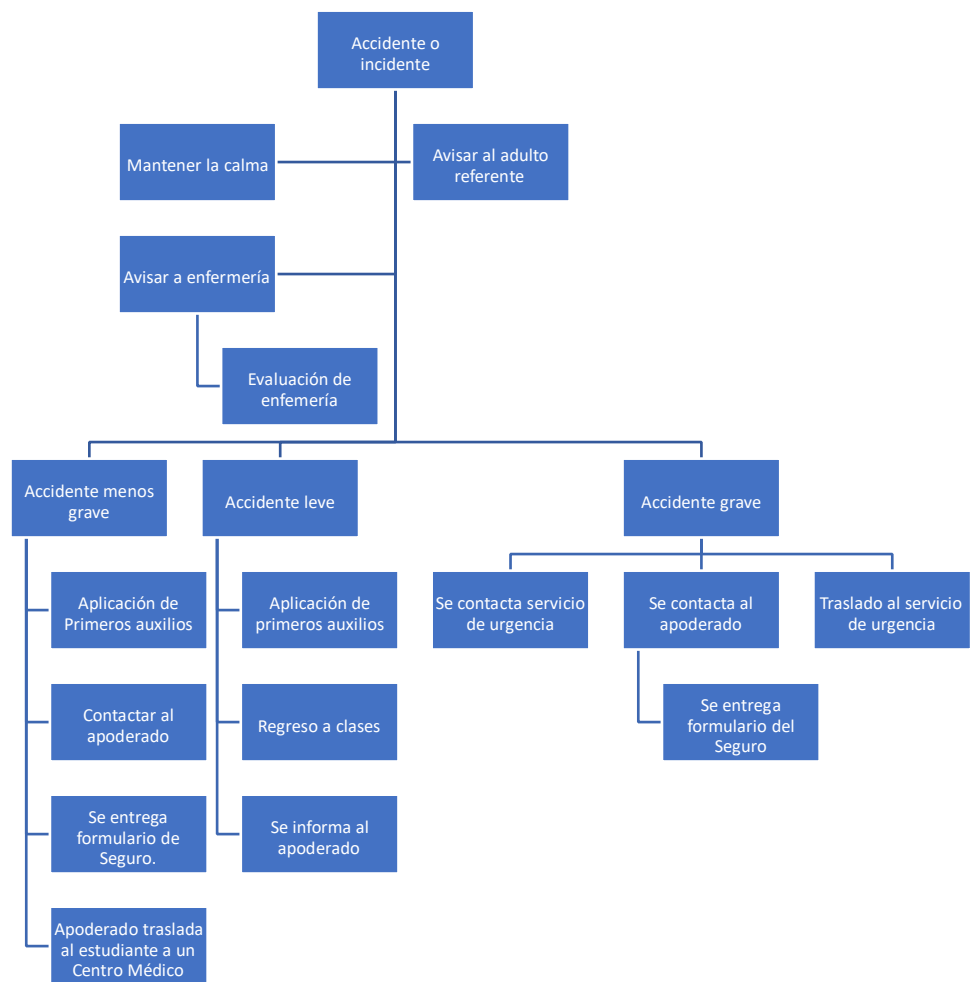 Accidente o
incidente
Mantener la calma
Avisar al adulto
referente
Avisar a enfermería
Evaluación de
enfemería
Accidente menos
grave
Accidente leve
Accidente grave
Aplicación de
Primeros auxilios
Aplicación de
primeros auxilios
Se contacta servicio
de urgencia
Se contacta al
apoderado
Traslado al servicio
de urgencia
Contactar al
apoderado
Regreso a clases
Se entrega
formulario del
Seguro
Se entrega
formulario de
Seguro.
Se informa al
apoderado
Apoderado traslada
al estudiante a un
Centro Médico